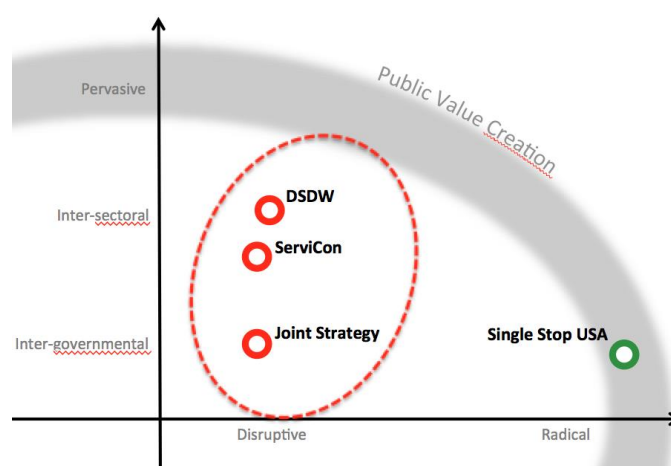 Public Value Creation
Pervasive
DSDW
Inter-sectoral
ServiCon
Joint Strategy
Single Stop USA
Inter-governmental
Disruptive
Radical